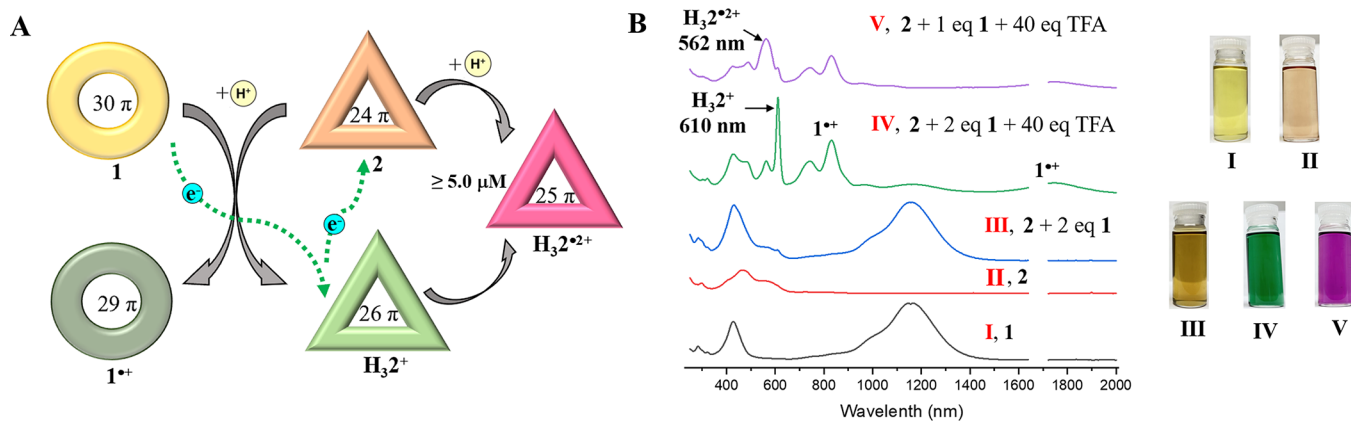 A
30 π
1
+ H⁺
24 π
2
+ H⁺
e⁻
e⁻
≥ 5.0 μM
25 π
H₃2•²⁺
29 π
1•⁺
26 π
H₃2⁺
B
H₃2•²⁺
562 nm
V, 2 + 1 eq 1 + 40 eq TFA
H₃2⁺
610 nm
1•⁺
IV, 2 + 2 eq 1 + 40 eq TFA
1•⁺
III, 2 + 2 eq 1
II, 2
I, 1
400 600 800 1000 1200 1400 1600 1800 2000
Wavelenth (nm)
I II
III IV V